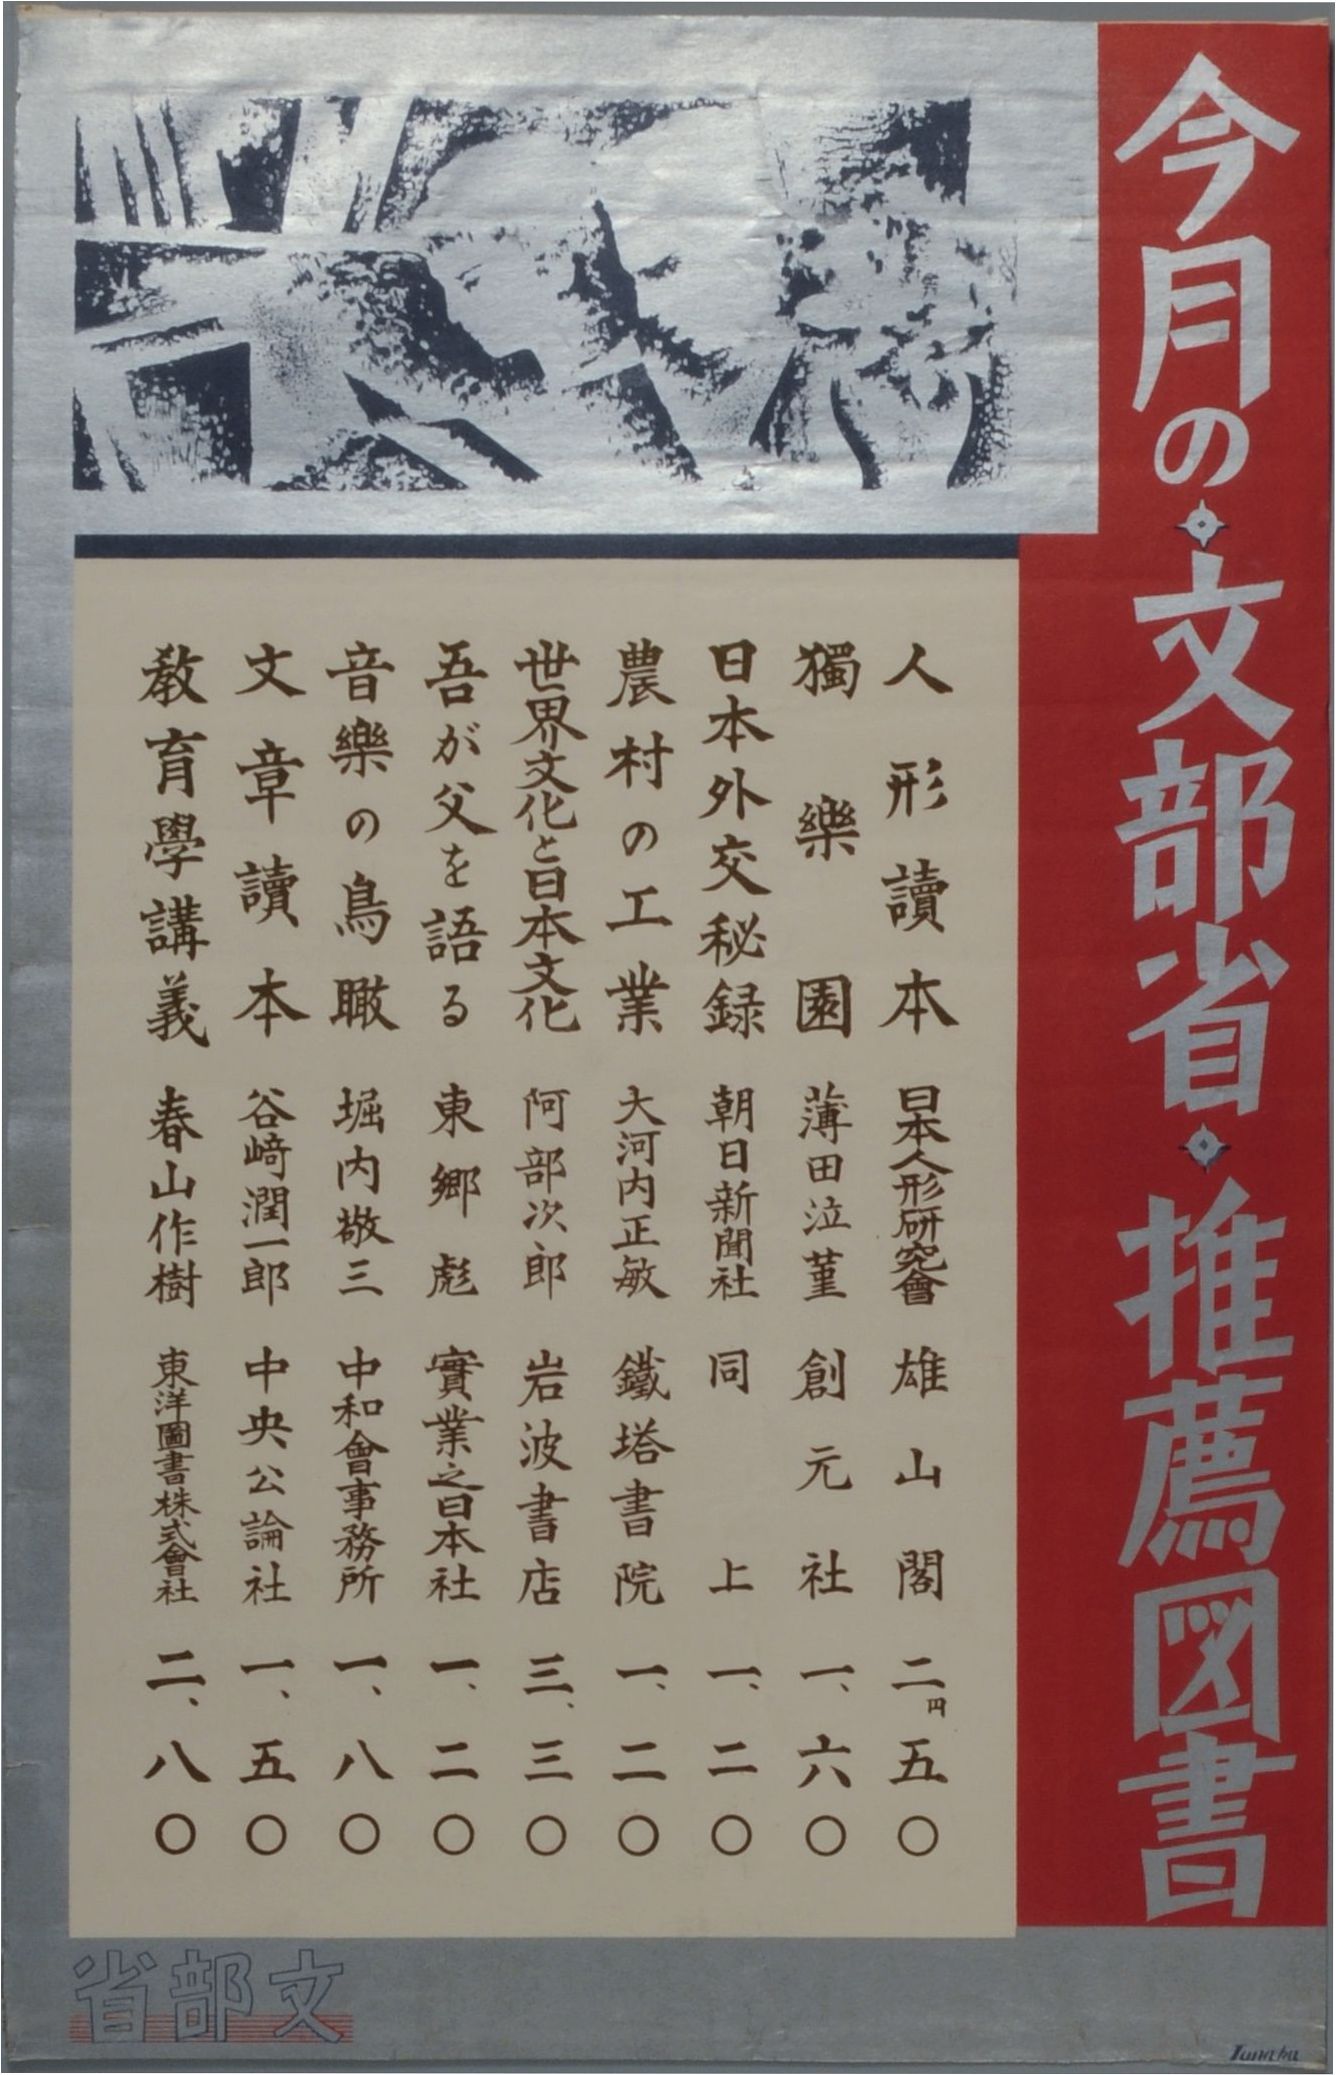 今月の文部省推薦図書
人形讀本 日本人形研究會 雄山閣 二円五〇
獨樂園 薄田泣菫 創元社 一、六〇
日本外交秘録 朝日新聞社 同上 一、二〇
農村の工業 大河内正敏 鐵塔書院 一、二〇
世界文化と日本文化 阿部次郎 岩波書店 三、三〇
吾が父を語る 東郷彪 實業之日本社 一、二〇
音樂の鳥瞰 堀内敬三 中和會事務所 一、八〇
文章讀本 谷﨑潤一郎 中央公論社 一、五〇
教育學講義 春山作樹 東洋圖書株式會社 二、八〇
省部文
Tanaka